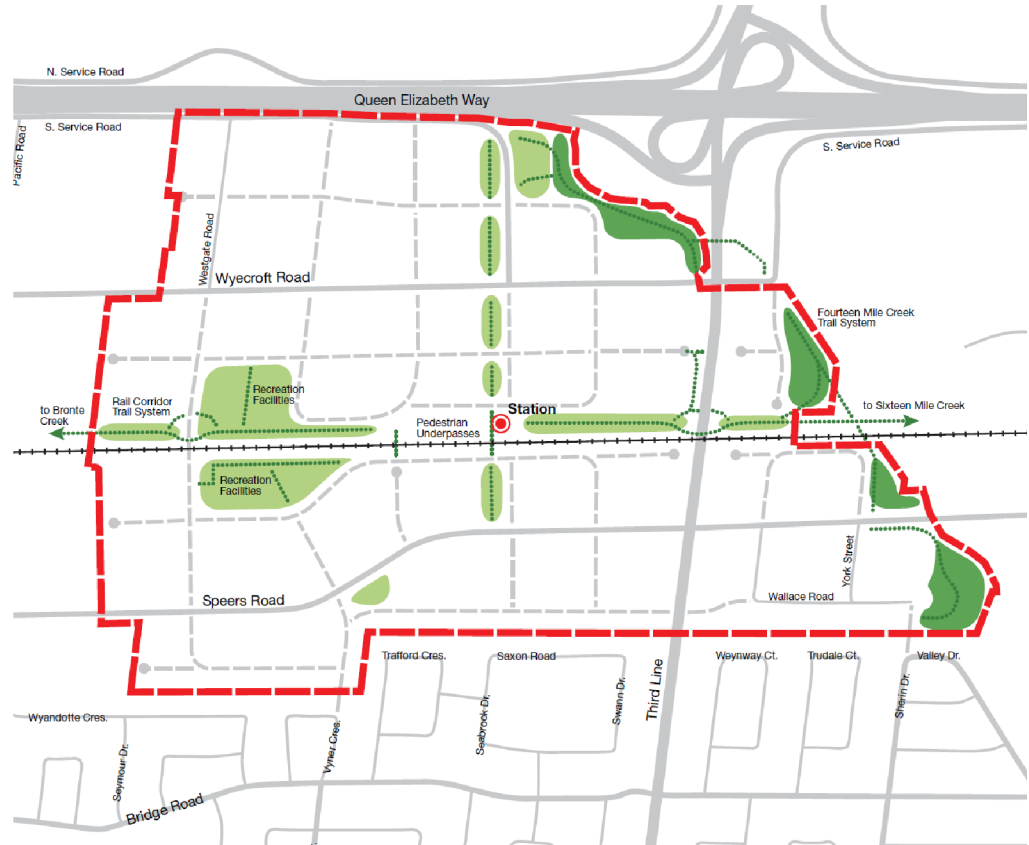 N. Service Road
Queen Elizabeth Way
S. Service Road
S. Service Road
Pacific Road
Westgate Road
Wyecroft Road
Fourteen Mile Creek
Trail System
Recreation
Facilities
to Bronte
Creek
Rail Corridor
Trail System
Station
to Sixteen Mile Creek
Pedestrian
Underpasses
Recreation
Facilities
York Street
Speers Road
Wallace Road
Trafford Cres.
Saxon Road
Weynway Ct.
Trudale Ct.
Valley Dr.
Third Line
Swann Dr.
Seabrook Dr.
Sherin Dr.
Wyandotte Cres.
Vyner Cres.
Seymour Dr.
Bridge Road